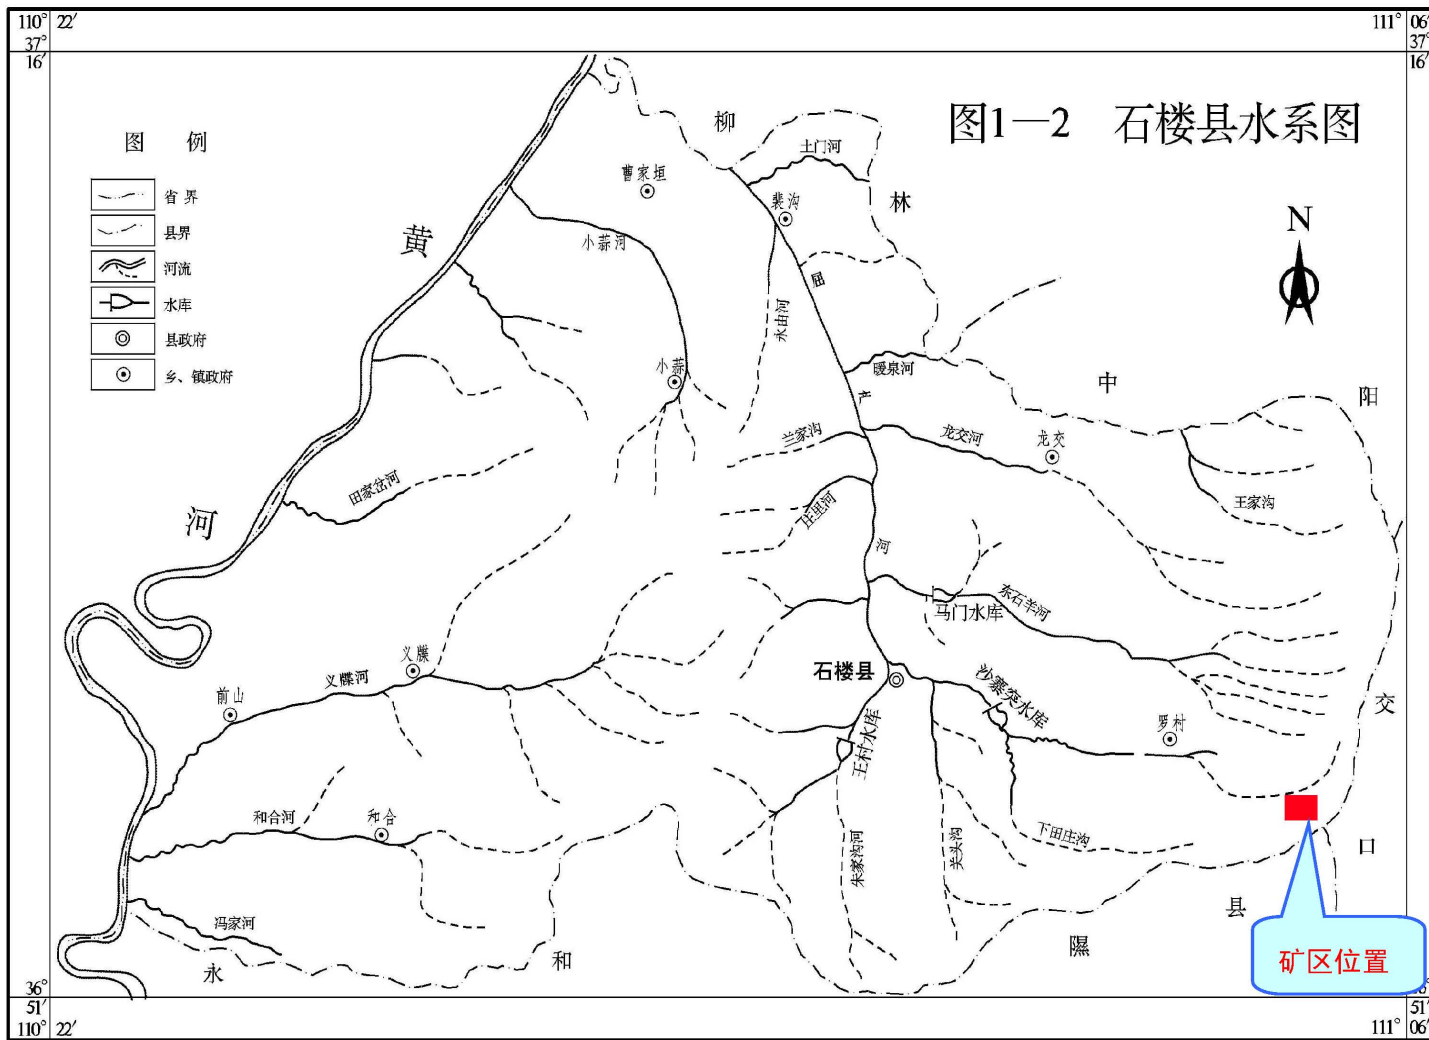 110° 22′
111° 06′
37° 16′
37° 16′
图1—2 石楼县水系图
图 例
省 界
县界
河流
水库
县政府
乡、镇政府
N
柳
林
中
阳
交
口
县
隰
和
永
黄
河
曹家垣
土门河
裴沟
小蒜河
屈
产
河
永由河
小蒜
暖泉河
兰家沟
龙交河
龙交
王家沟
田家岔河
庄里河
马门水库
东石羊河
石楼县
沙寨突水库
罗村
义牒
义牒河
前山
王村水库
和合河
和合
朱家沟河
关头沟
下田庄沟
冯家河
矿区位置
36° 51′
51′
110° 22′
111° 06′